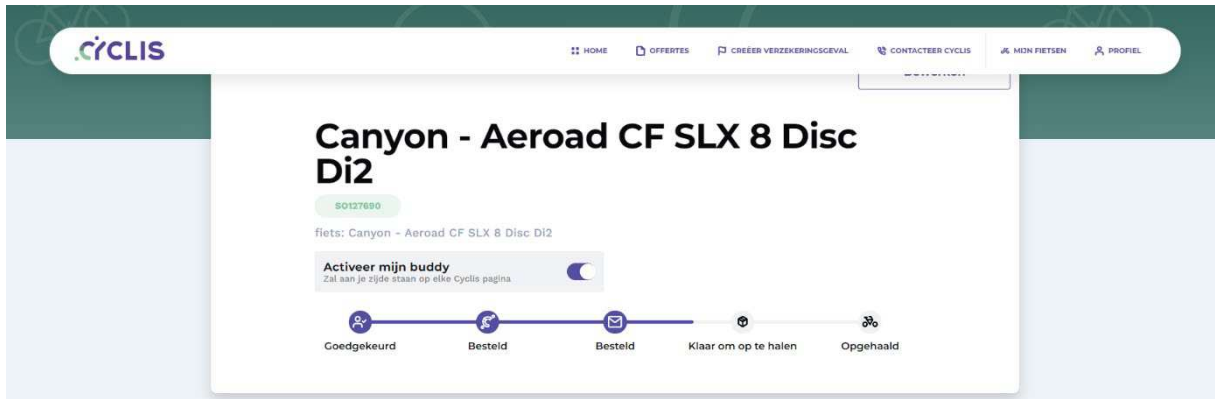 CYCLIS
HOME
OFFERTES
CREËER VERZEKERINGSGEVAL
CONTACTEER CYCLIS
MIJN FIETSEN
PROFIEL
Canyon - Aeroad CF SLX 8 Disc
Di2
SO127690
fiets: Canyon - Aeroad CF SLX 8 Disc Di2
Activeer mijn buddy
Zal aan je zijde staan op elke Cyclis pagina
Goedgekeurd
Besteld
Besteld
Klaar om op te halen
Opgehaald